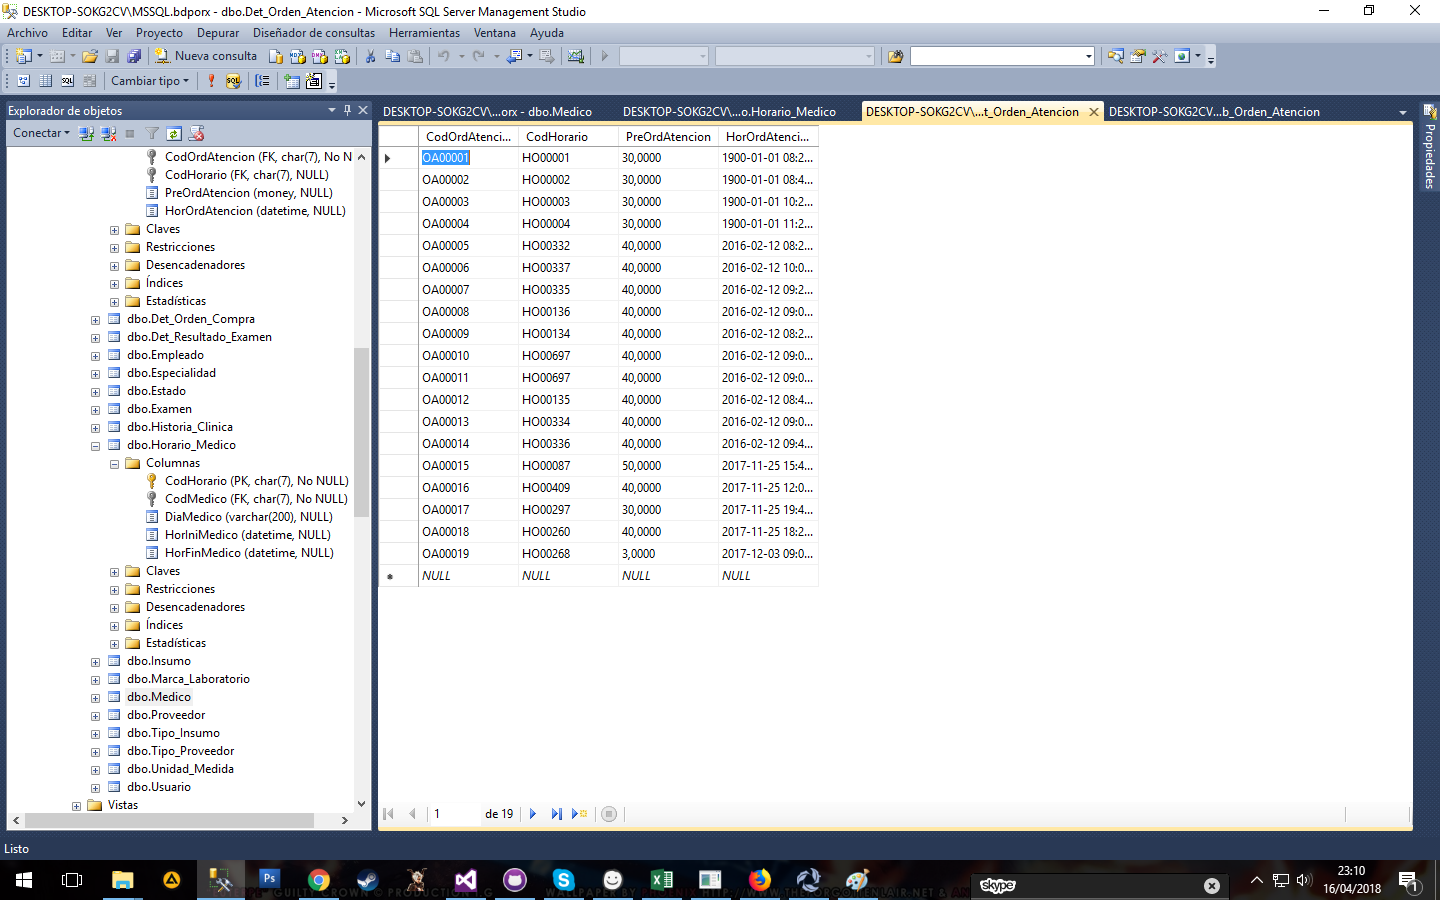 DESKTOP-SOKG2CV\MSSQL.bdporx - dbo.Det_Orden_Atencion - Microsoft SQL Server Management Studio
Archivo Editar Ver Proyecto Depurar Diseñador de consultas Herramientas Ventana Ayuda
Nueva consulta
Cambiar tipo
Explorador de objetos
Conectar
CodOrdAtencion (FK, char(7), No N
CodHorario (FK, char(7), NULL)
PreOrdAtencion (money, NULL)
HorOrdAtencion (datetime, NULL)
Claves
Restricciones
Desencadenadores
Índices
Estadísticas
dbo.Det_Orden_Compra
dbo.Det_Resultado_Examen
dbo.Empleado
dbo.Especialidad
dbo.Estado
dbo.Examen
dbo.Historia_Clinica
dbo.Horario_Medico
Columnas
CodHorario (PK, char(7), No NULL)
CodMedico (FK, char(7), No NULL)
DiaMedico (varchar(200), NULL)
HorIniMedico (datetime, NULL)
HorFinMedico (datetime, NULL)
Claves
Restricciones
Desencadenadores
Índices
Estadísticas
dbo.Insumo
dbo.Marca_Laboratorio
dbo.Medico
dbo.Proveedor
dbo.Tipo_Insumo
dbo.Tipo_Proveedor
dbo.Unidad_Medida
dbo.Usuario
Vistas
DESKTOP-SOKG2CV\...orx - dbo.Medico DESKTOP-SOKG2CV\...o.Horario_Medico DESKTOP-SOKG2CV\...t_Orden_Atencion DESKTOP-SOKG2CV...b_Orden_Atencion
CodOrdAtenci... CodHorario PreOrdAtencion HorOrdAtenci...
OA00001 HO00001 30,0000 1900-01-01 08:2...
OA00002 HO00002 30,0000 1900-01-01 08:4...
OA00003 HO00003 30,0000 1900-01-01 10:2...
OA00004 HO00004 30,0000 1900-01-01 11:2...
OA00005 HO00332 40,0000 2016-02-12 08:2...
OA00006 HO00337 40,0000 2016-02-12 10:0...
OA00007 HO00335 40,0000 2016-02-12 09:2...
OA00008 HO00136 40,0000 2016-02-12 09:0...
OA00009 HO00134 40,0000 2016-02-12 08:2...
OA00010 HO00697 40,0000 2016-02-12 09:0...
OA00011 HO00697 40,0000 2016-02-12 09:0...
OA00012 HO00135 40,0000 2016-02-12 08:4...
OA00013 HO00334 40,0000 2016-02-12 09:0...
OA00014 HO00336 40,0000 2016-02-12 09:4...
OA00015 HO00087 50,0000 2017-11-25 15:4...
OA00016 HO00409 40,0000 2017-11-25 12:0...
OA00017 HO00297 30,0000 2017-11-25 19:4...
OA00018 HO00260 40,0000 2017-11-25 18:2...
OA00019 HO00268 3,0000 2017-12-03 09:0...
NULL NULL NULL NULL
1 de 19
Propiedades
Listo
skype
23:10
16/04/2018
1